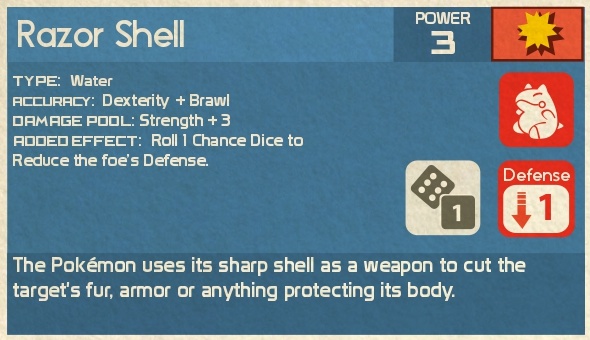 Razor Shell
POWER
3
TYPE: Water
ACCURACY: Dexterity + Brawl
DAMAGE POOL: Strength + 3
ADDED EFFECT: Roll 1 Chance Dice to
Reduce the foe's Defense.
1
Defense
1
The Pokémon uses its sharp shell as a weapon to cut the
target's fur, armor or anything protecting its body.